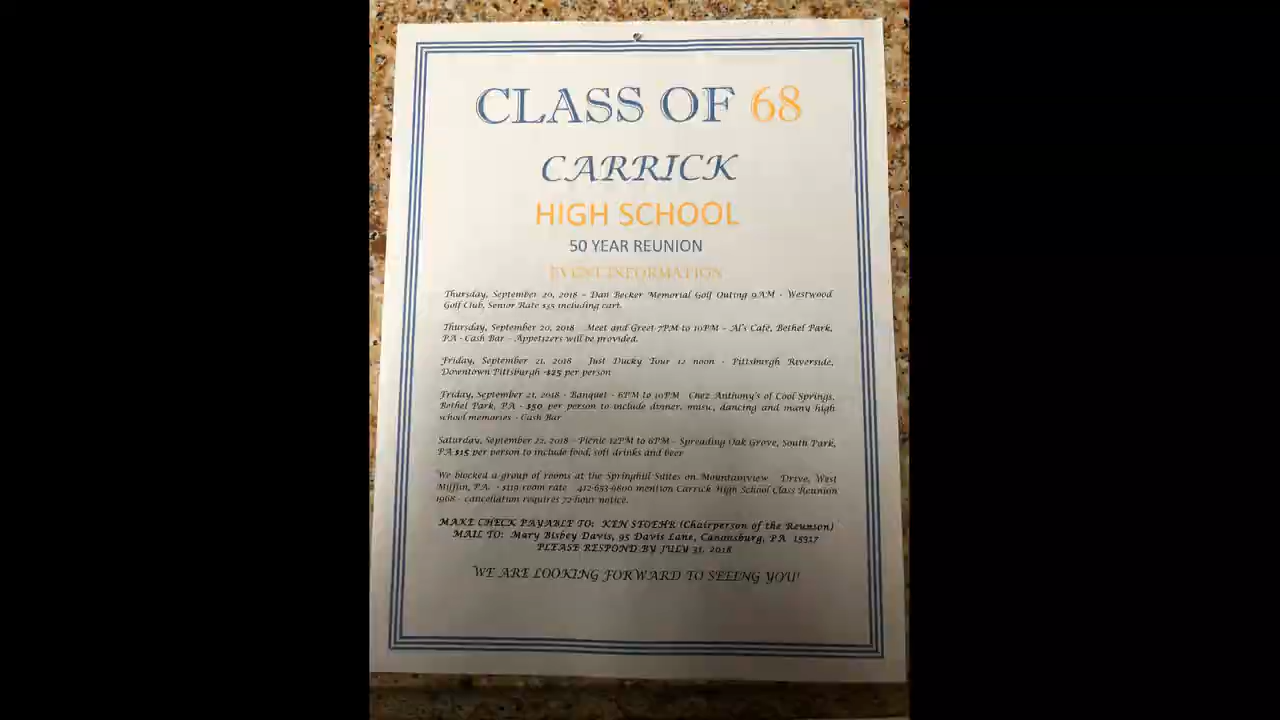 CLASS OF 68
CARRICK
HIGH SCHOOL
50 YEAR REUNION
EVENT INFORMATION
Thursday, September 20, 2018 - Dan Becker Memorial Golf Outing 9AM - Westwood
Golf Club, Senior Rate $35 including cart.
Thursday, September 20, 2018 Meet and Greet 7PM to 10PM - Al's Cafe, Bethel Park,
PA - Cash Bar - Appetizers will be provided.
Friday, September 21, 2018 Just Ducky Tour 12 noon - Pittsburgh Riverside,
Downtown Pittsburgh -$25 per person
Friday, September 21, 2018 - Banquet - 6PM to 10PM Chez Anthony's of Cool Springs,
Bethel Park, PA - $50 per person to include dinner, music, dancing and many high
school memories - Cash Bar
Saturday, September 22, 2018 - Picnic 12PM to 6PM - Spreading Oak Grove, South Park,
PA $15 per person to include food, soft drinks and beer
We blocked a group of rooms at the Springhill Suites on Mountainview Drive, West
Mifflin, PA. - $119 room rate 412-653-9800 mention Carrick High School Class Reunion
1968 - cancellation requires 72 hour notice.
MAKE CHECK PAYABLE TO: KEN STOEHR (Chairperson of the Reunson)
MAIL TO: Mary Bisbey Davis, 95 Davis Lane, Canonsburg, PA 15317
PLEASE RESPOND BY JULY 31, 2018
WE ARE LOOKING FORWARD TO SEEING YOU!